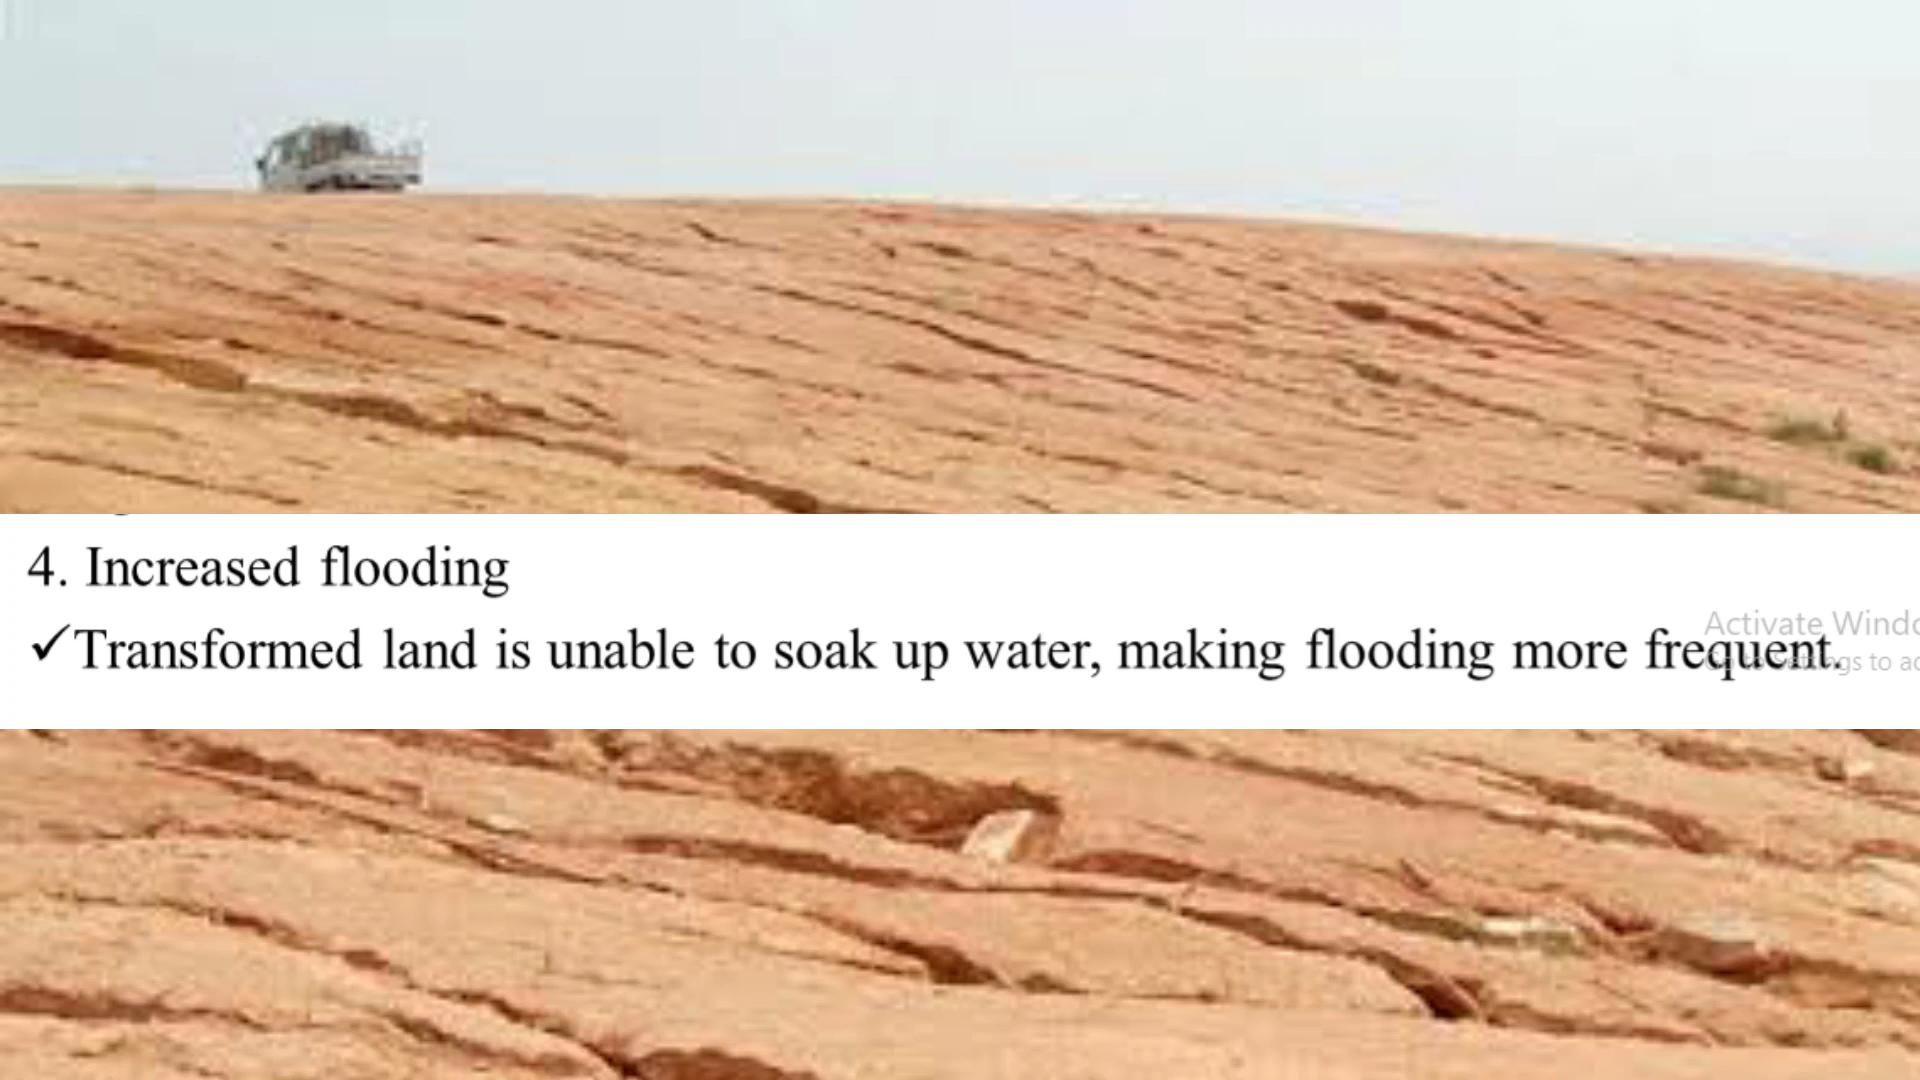 4. Increased flooding
✓Transformed land is unable to soak up water, making flooding more frequent.
Activate Windo